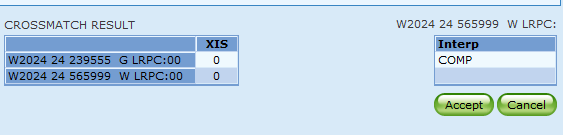 CROSSMATCH RESULT
XIS
W2024 24 239555 G LRPC:00 0
W2024 24 565999 W LRPC:00 0
W2024 24 565999 W LRPC:
Interp
COMP
Accept Cancel